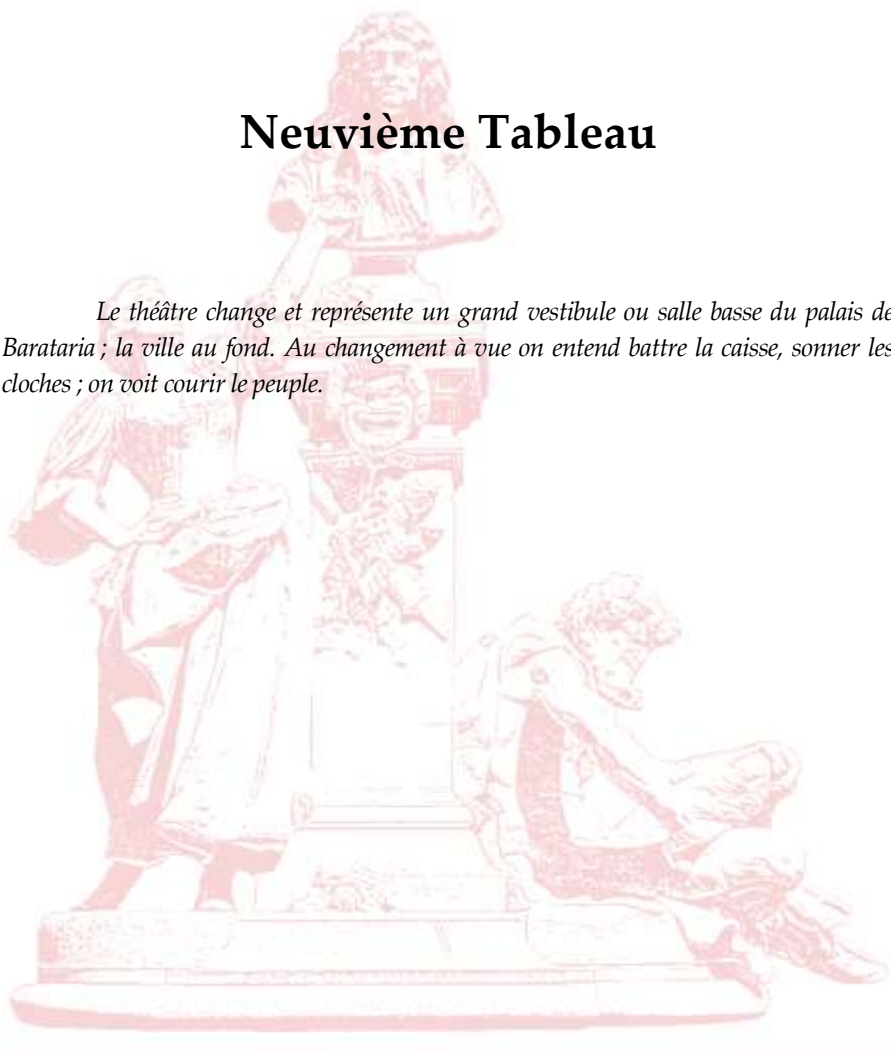 Neuvième Tableau
Le théâtre change et représente un grand vestibule ou salle basse du palais de
Barataria ; la ville au fond. Au changement à vue on entend battre la caisse, sonner les
cloches ; on voit courir le peuple.